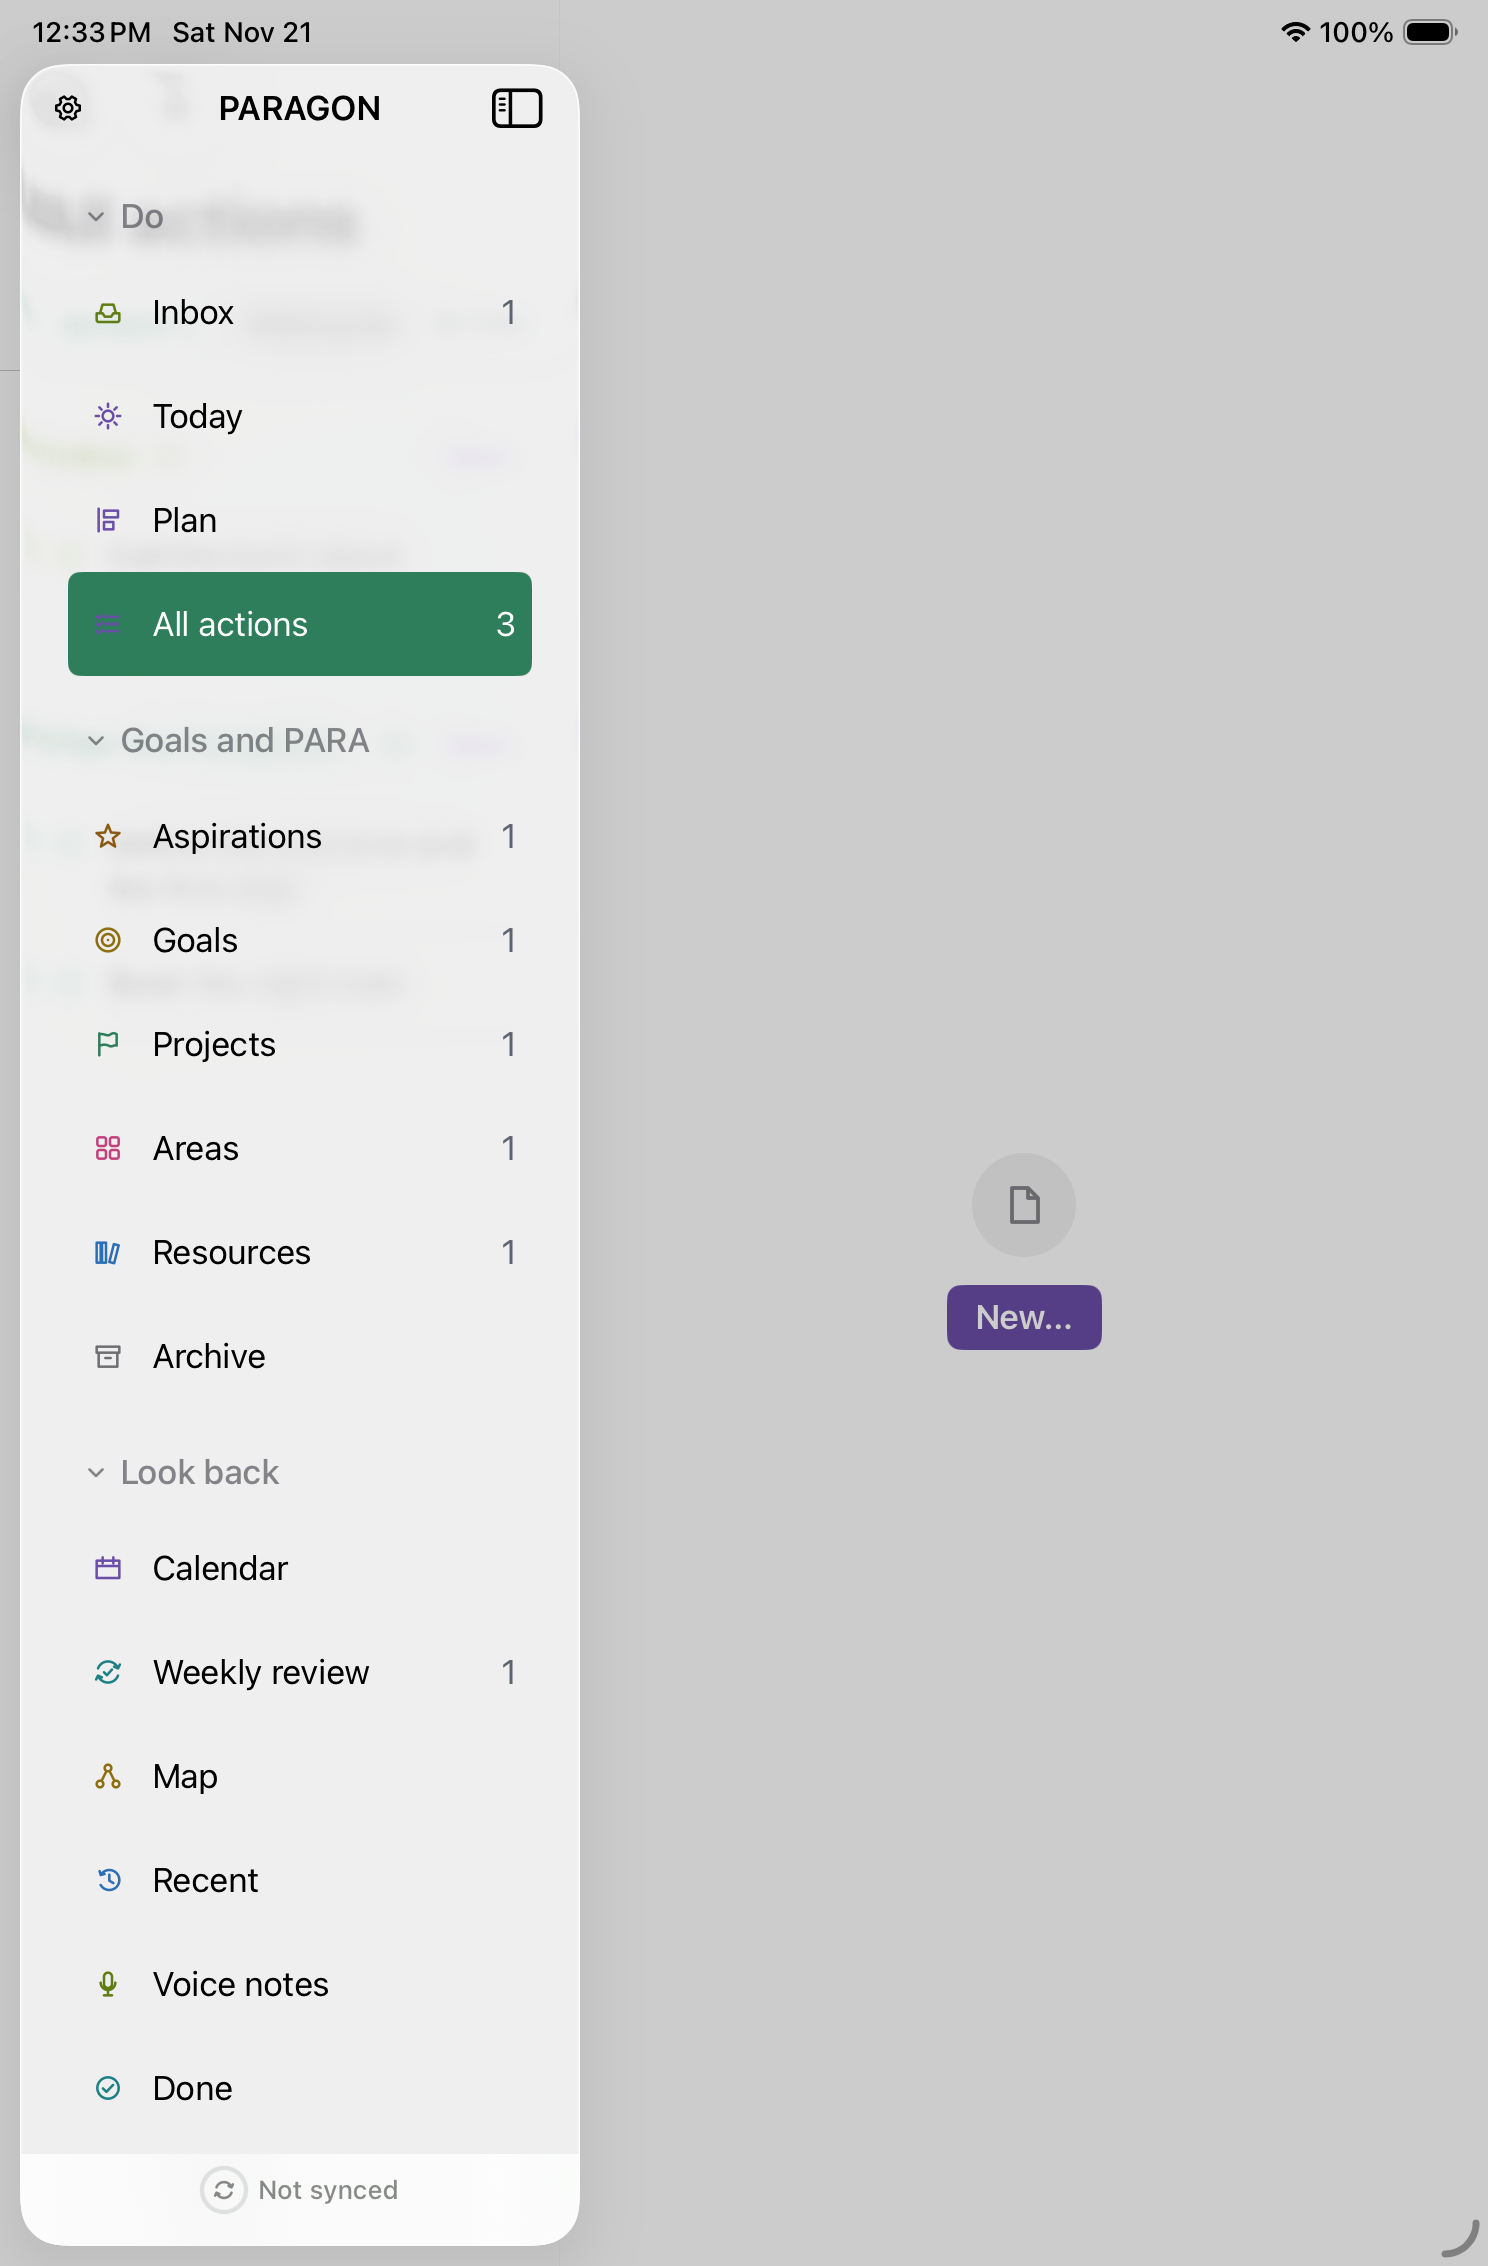 12:33 PM Sat Nov 21
100%
PARAGON
Do
Inbox 1
Today
Plan
All actions 3
Goals and PARA
Aspirations 1
Goals 1
Projects 1
Areas 1
Resources 1
Archive
Look back
Calendar
Weekly review 1
Map
Recent
Voice notes
Done
Not synced
New...